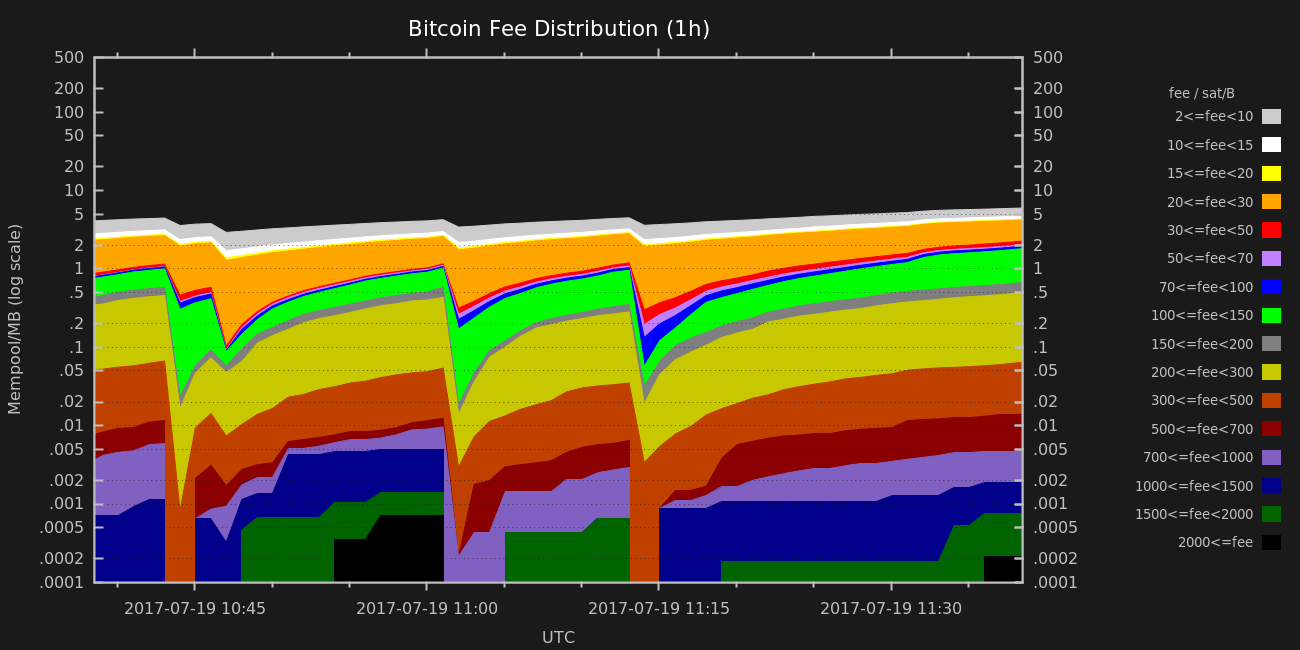 Bitcoin Fee Distribution (1h)
500 500
200 200
100 100
50 50
20 20
10 10
5 5
2 2
1 1
.5 .5
.2 .2
.1 .1
.05 .05
.02 .02
.01 .01
.005 .005
.002 .002
.001 .001
.0005 .0005
.0002 .0002
.0001 .0001
Mempool/MB (log scale)
2017-07-19 10:45 2017-07-19 11:00 2017-07-19 11:15 2017-07-19 11:30
UTC
fee / sat/B
2<=fee<10
10<=fee<15
15<=fee<20
20<=fee<30
30<=fee<50
50<=fee<70
70<=fee<100
100<=fee<150
150<=fee<200
200<=fee<300
300<=fee<500
500<=fee<700
700<=fee<1000
1000<=fee<1500
1500<=fee<2000
2000<=fee